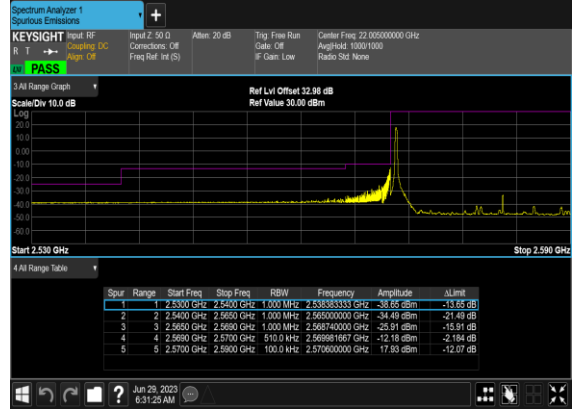 Spectrum Analyzer 1
Spurious Emissions
+
KEYSIGHT Input: RF Input Z: 50 Ω Atten: 20 dB Trig: Free Run Center Freq: 22.005000000 GHz
R T Coupling: DC Corrections: Off Gate: Off Avg|Hold: 1000/1000
Align: Off Freq Ref: Int (S) IF Gain: Low Radio Std: None
PASS
3 All Range Graph
Ref Lvl Offset 32.98 dB
Scale/Div 10.0 dB Ref Value 30.00 dBm
Log
20.0
10.0
0.00
-10.0
-20.0
-30.0
-40.0
-50.0
-60.0
Start 2.530 GHz Stop 2.590 GHz
4 All Range Table
Spur Range Start Freq Stop Freq RBW Frequency Amplitude ΔLimit
1 1 2.5300 GHz 2.5400 GHz 1.000 MHz 2.538383333 GHz -38.65 dBm -13.65 dB
2 2 2.5400 GHz 2.5650 GHz 1.000 MHz 2.565000000 GHz -34.49 dBm -21.49 dB
3 3 2.5650 GHz 2.5690 GHz 1.000 MHz 2.568740000 GHz -25.91 dBm -15.91 dB
4 4 2.5690 GHz 2.5700 GHz 510.0 kHz 2.569981667 GHz -12.18 dBm -2.184 dB
5 5 2.5700 GHz 2.5900 GHz 100.0 kHz 2.570600000 GHz 17.93 dBm -12.07 dB
? Jun 29, 2023
6:31:25 AM